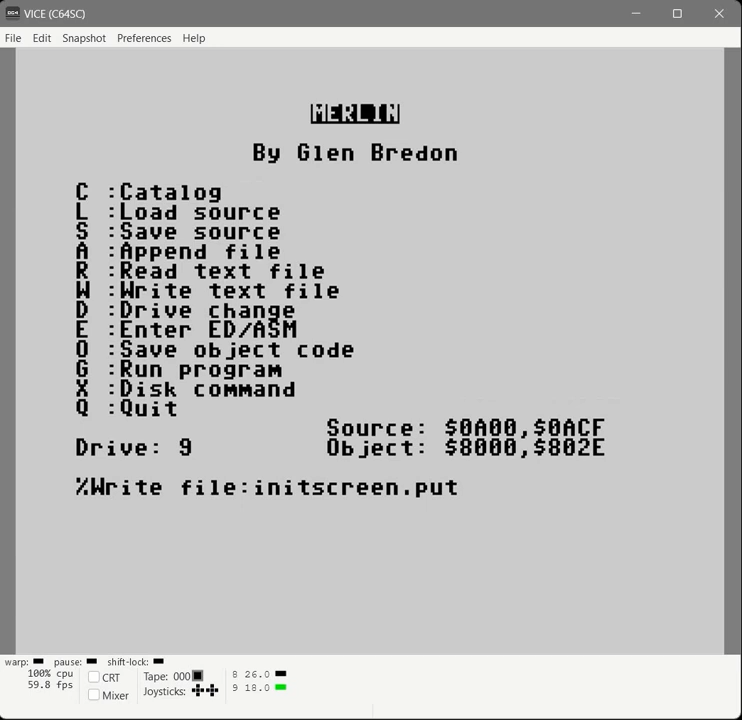 VICE (C64SC)
File Edit Snapshot Preferences Help
MERLIN
By Glen Bredon
C :Catalog
L :Load source
S :Save source
A :Append file
R :Read text file
W :Write text file
D :Drive change
E :Enter ED/ASM
O :Save object code
G :Run program
X :Disk command
Q :Quit
Source: $0A00,$0ACF
Drive: 9 Object: $8000,$802E
%Write file:initscreen.put
warp: pause: shift-lock:
100% cpu CRT Tape: 000 8 26.0
59.8 fps Mixer Joysticks: 9 18.0